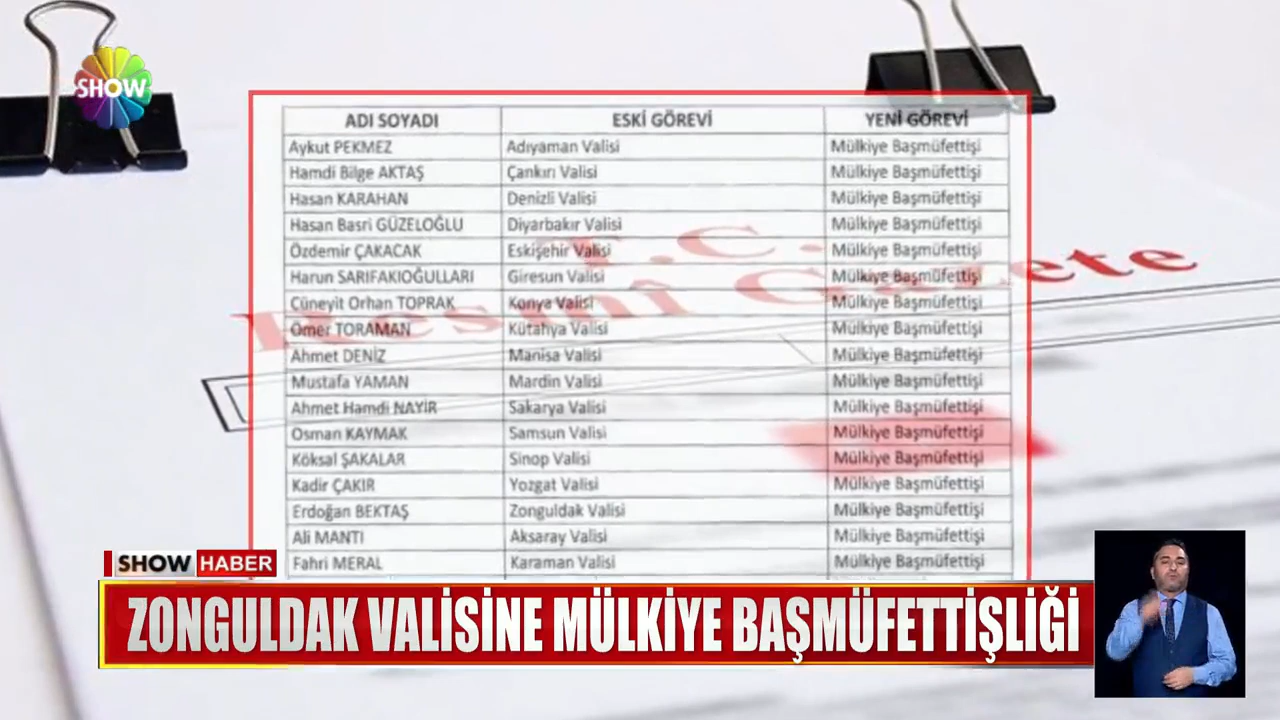 SHOW
ADI SOYADI ESKİ GÖREVİ YENİ GÖREVİ
Aykut PEKMEZ Adıyaman Valisi Mülkiye Başmüfettişi
Hamdi Bilge AKTAŞ Çankırı Valisi Mülkiye Başmüfettişi
Hasan KARAHAN Denizli Valisi Mülkiye Başmüfettişi
Hasan Basri GÜZELOĞLU Diyarbakır Valisi Mülkiye Başmüfettişi
Özdemir ÇAKACAK Eskişehir Valisi Mülkiye Başmüfettişi
Harun SARIFAKIOĞULLARI Giresun Valisi Mülkiye Başmüfettişi
Cüneyit Orhan TOPRAK Konya Valisi Mülkiye Başmüfettişi
Ömer TORAMAN Kütahya Valisi Mülkiye Başmüfettişi
Ahmet DENİZ Manisa Valisi Mülkiye Başmüfettişi
Mustafa YAMAN Mardin Valisi Mülkiye Başmüfettişi
Ahmet Hamdi NAYİR Sakarya Valisi Mülkiye Başmüfettişi
Osman KAYMAK Samsun Valisi Mülkiye Başmüfettişi
Köksal ŞAKALAR Sinop Valisi Mülkiye Başmüfettişi
Kadir ÇAKIR Yozgat Valisi Mülkiye Başmüfettişi
Erdoğan BEKTAŞ Zonguldak Valisi Mülkiye Başmüfettişi
Ali MANTI Aksaray Valisi Mülkiye Başmüfettişi
Fahri MERAL Karaman Valisi Mülkiye Başmüfettişi
T.C.
Resmî Gazete
SHOW HABER
ZONGULDAK VALİSİNE MÜLKİYE BAŞMÜFETTİŞLİĞİ